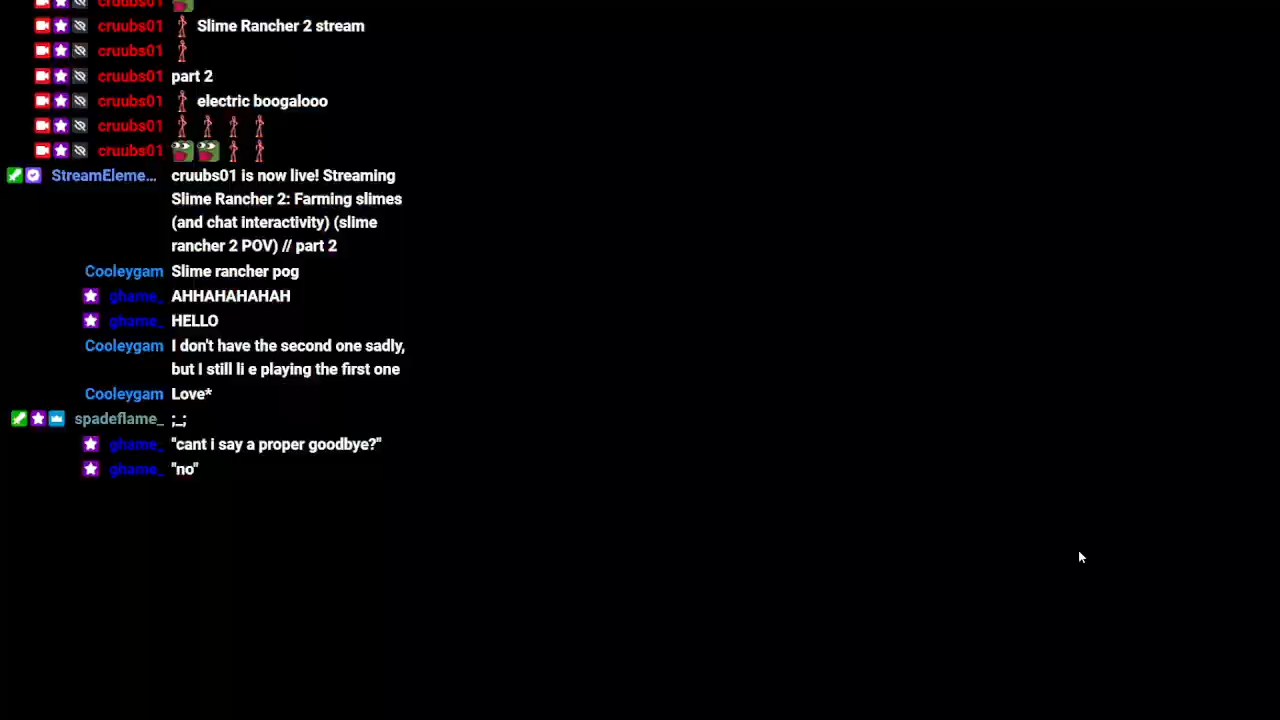 cruubs01
cruubs01 Slime Rancher 2 stream
cruubs01
cruubs01 part 2
cruubs01 electric boogalooo
cruubs01
cruubs01
StreamEleme... cruubs01 is now live! Streaming
Slime Rancher 2: Farming slimes
(and chat interactivity) (slime
rancher 2 POV) // part 2
Cooleygam Slime rancher pog
ghame_ AHHAHAHAHAH
ghame_ HELLO
Cooleygam I don't have the second one sadly,
but I still li e playing the first one
Cooleygam Love*
spadeflame_ ;_;
ghame_ "cant i say a proper goodbye?"
ghame_ "no"